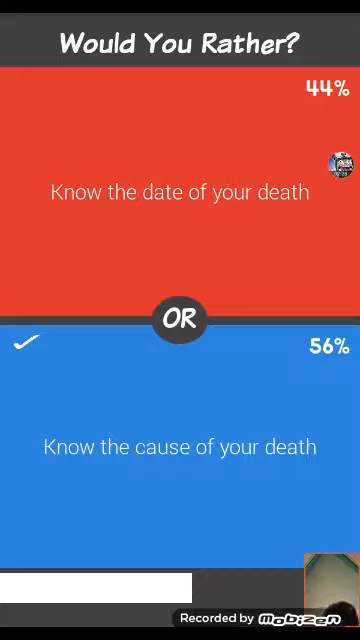 Would You Rather?
44%
Know the date of your death
OR
56%
Know the cause of your death
Recorded by
Mobizen